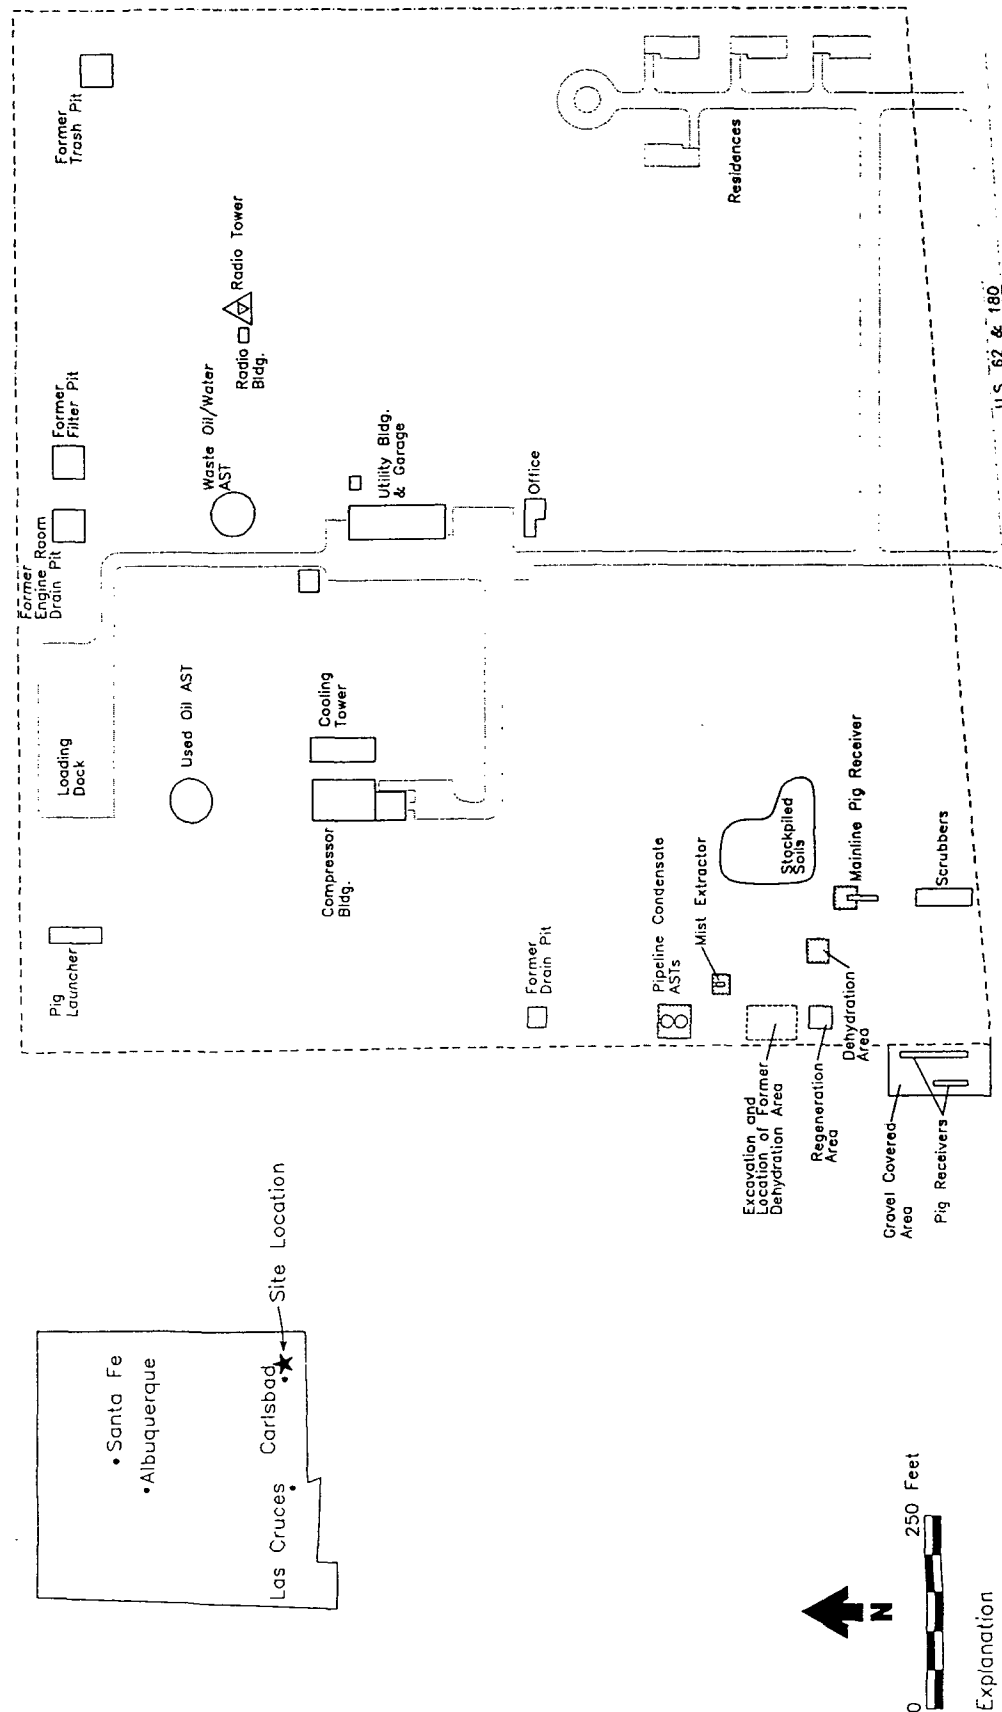 Former
Trash Pit
Former
Filter Pit
Former
Engine Room
Drain Pit
Loading
Dock
Pig
Launcher
Radio Tower
Radio
Bldg.
Waste Oil/Water
AST
Used Oil AST
Utility Bldg.
& Garage
Cooling
Tower
Compressor
Bldg.
Office
Former
Drain Pit
Residences
Pipeline Condensate
ASTs
Mist Extractor
Stockpiled
Soils
Mainline Pig Receiver
Scrubbers
Excavation and
Location of Former
Dehydration Area
Regeneration
Area
Dehydration
Area
Gravel Covered
Area
Pig Receivers
U.S. 62 & 180
Santa Fe
Albuquerque
Carlsbad
Las Cruces
Site Location
N
0
250 Feet
Explanation